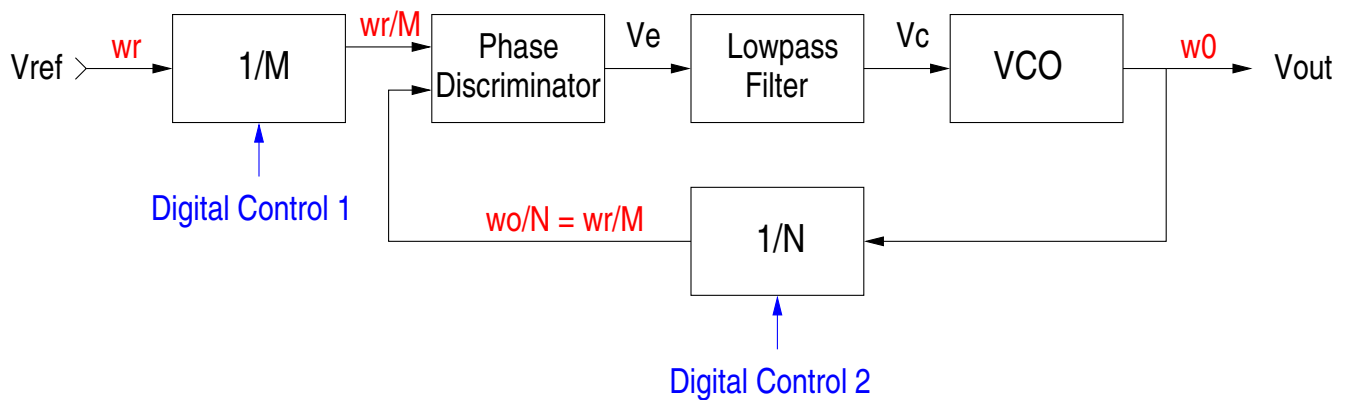 Vref
wr
1/M
wr/M
Phase
Discriminator
Ve
Lowpass
Filter
Vc
VCO
w0
Vout
Digital Control 1
wo/N = wr/M
1/N
Digital Control 2